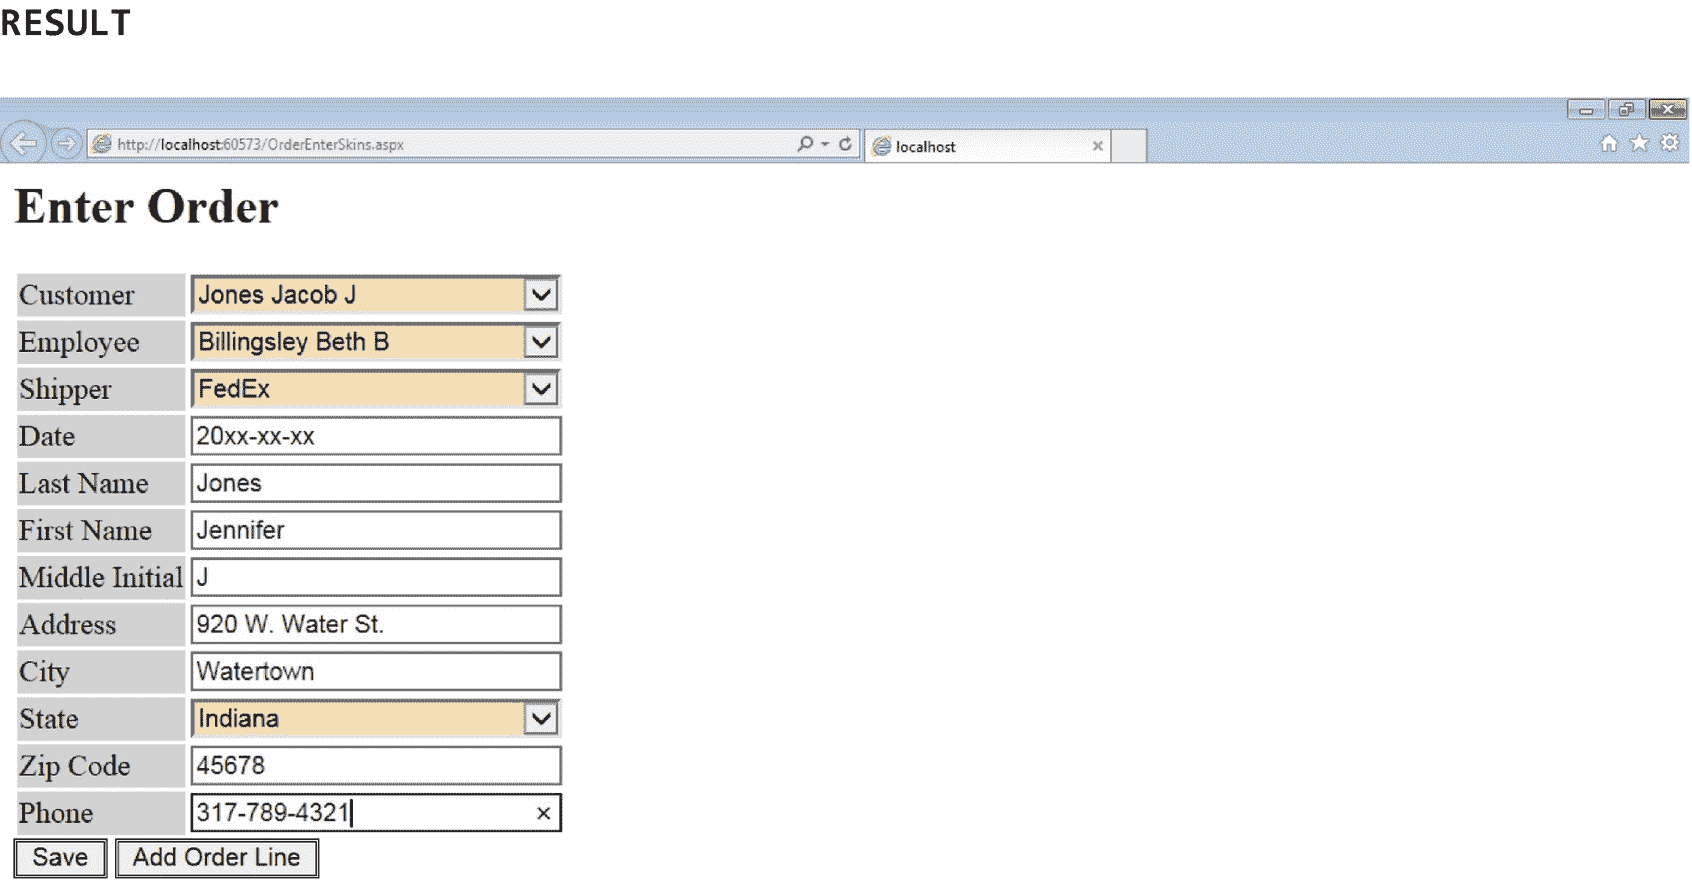 RESULT
http://localhost:60573/OrderEnterSkins.aspx
localhost
Enter Order
Customer Jones Jacob J
Employee Billingsley Beth B
Shipper FedEx
Date 20xx-xx-xx
Last Name Jones
First Name Jennifer
Middle Initial J
Address 920 W. Water St.
City Watertown
State Indiana
Zip Code 45678
Phone 317-789-4321
Save Add Order Line